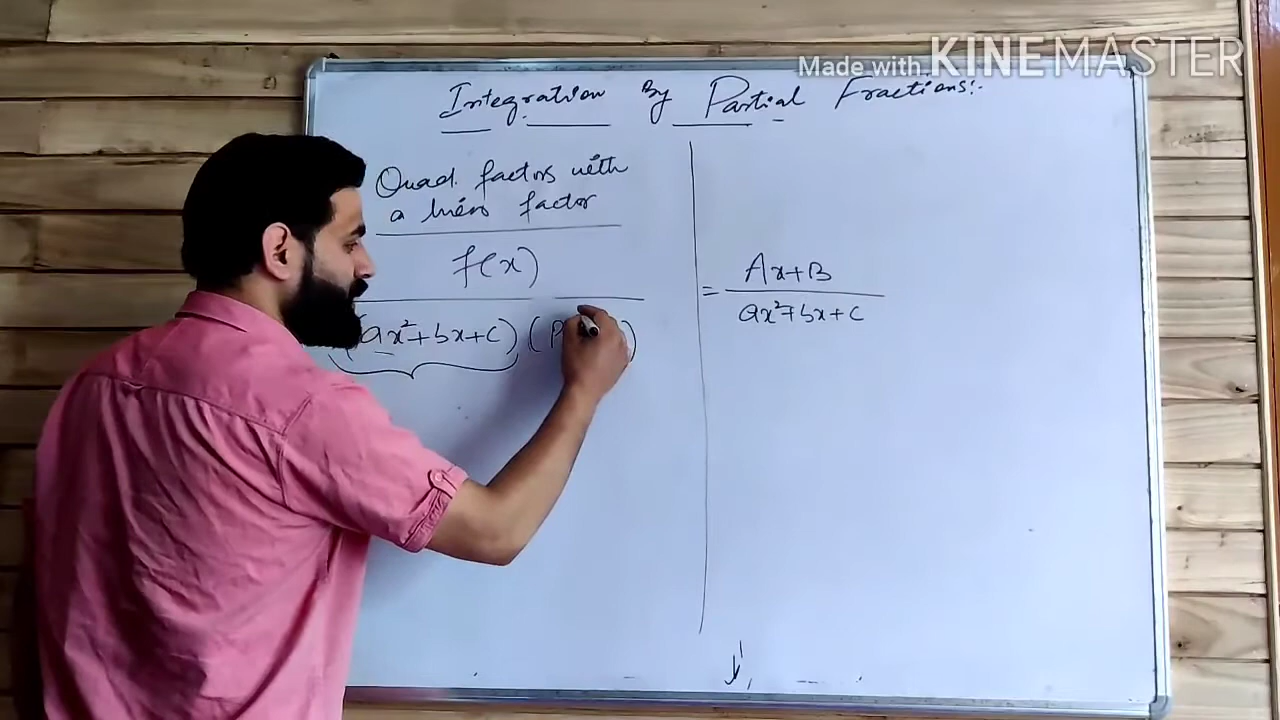 Made with KINEMASTER
Integration By Partial Fractions:-
Quad. factors with
a linear factor
f(x)
(ax²+bx+c) (P )
= Ax+B
ax²+bx+c